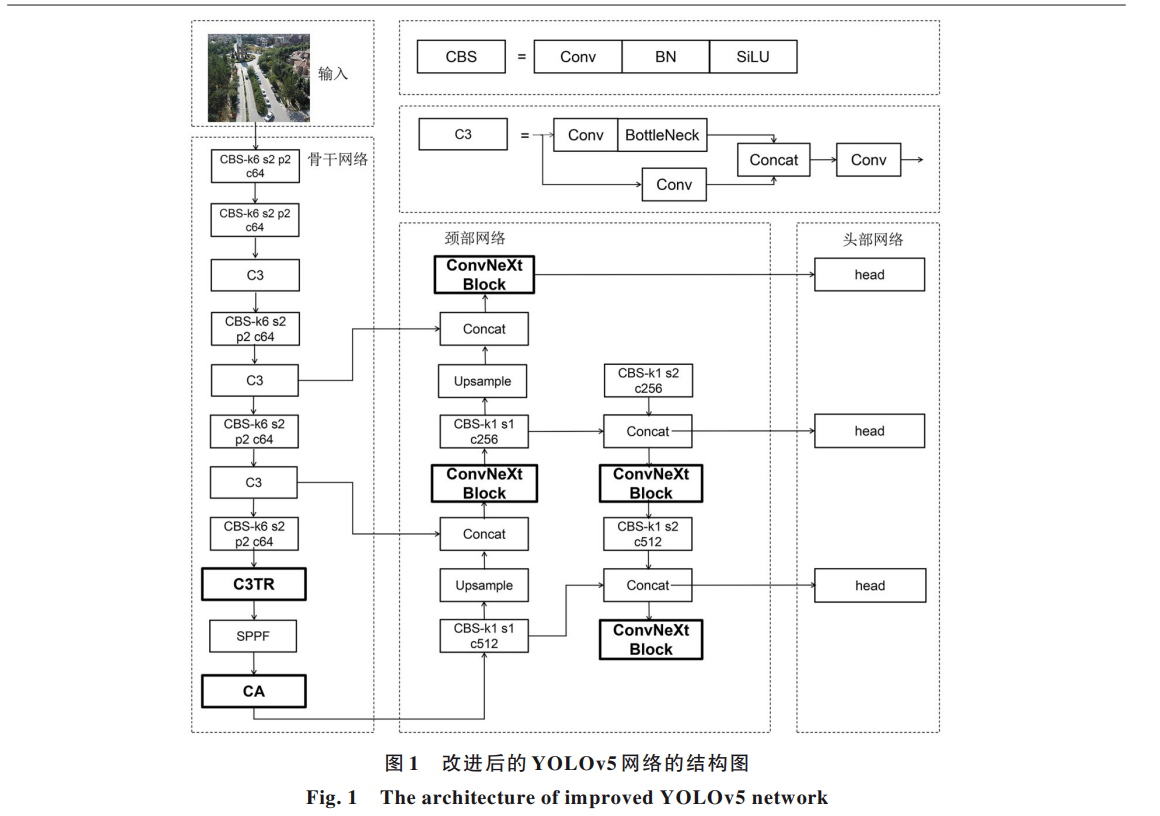 输入
CBS
=
Conv
BN
SiLU
C3
=
Conv
BottleNeck
Conv
Concat
Conv
骨干网络
CBS-k6 s2 p2
c64
CBS-k6 s2 p2
c64
C3
CBS-k6 s2
p2 c64
C3
CBS-k6 s2
p2 c64
C3
CBS-k6 s2
p2 c64
C3TR
SPPF
CA
颈部网络
ConvNeXt
Block
Concat
Upsample
CBS-k1 s1
c256
ConvNeXt
Block
Concat
Upsample
CBS-k1 s1
c512
CBS-k1 s2
c256
Concat
ConvNeXt
Block
CBS-k1 s2
c512
Concat
ConvNeXt
Block
头部网络
head
head
head
图 1 改进后的 YOLOv5 网络的结构图
Fig. 1 The architecture of improved YOLOv5 network